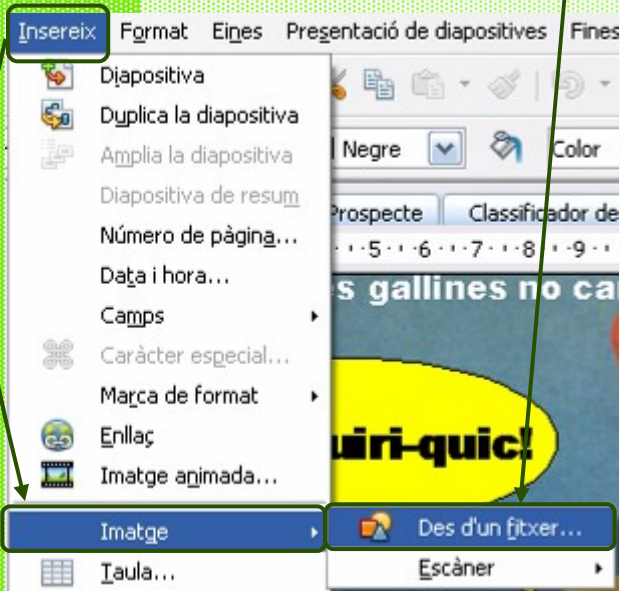 Insereix Format Eines Presentació de diapositives Fines
Diapositiva
Duplica la diapositiva
Amplia la diapositiva
Negre Color
Diapositiva de resum
Prospecte Classificador de
Número de pàgina...
5 6 7 8 9
Data i hora...
s gallines no ca
Camps
Caràcter especial...
Marca de format
Enllaç
uiri-quic!
Imatge animada...
Imatge
Des d'un fitxer...
Taula...
Escàner